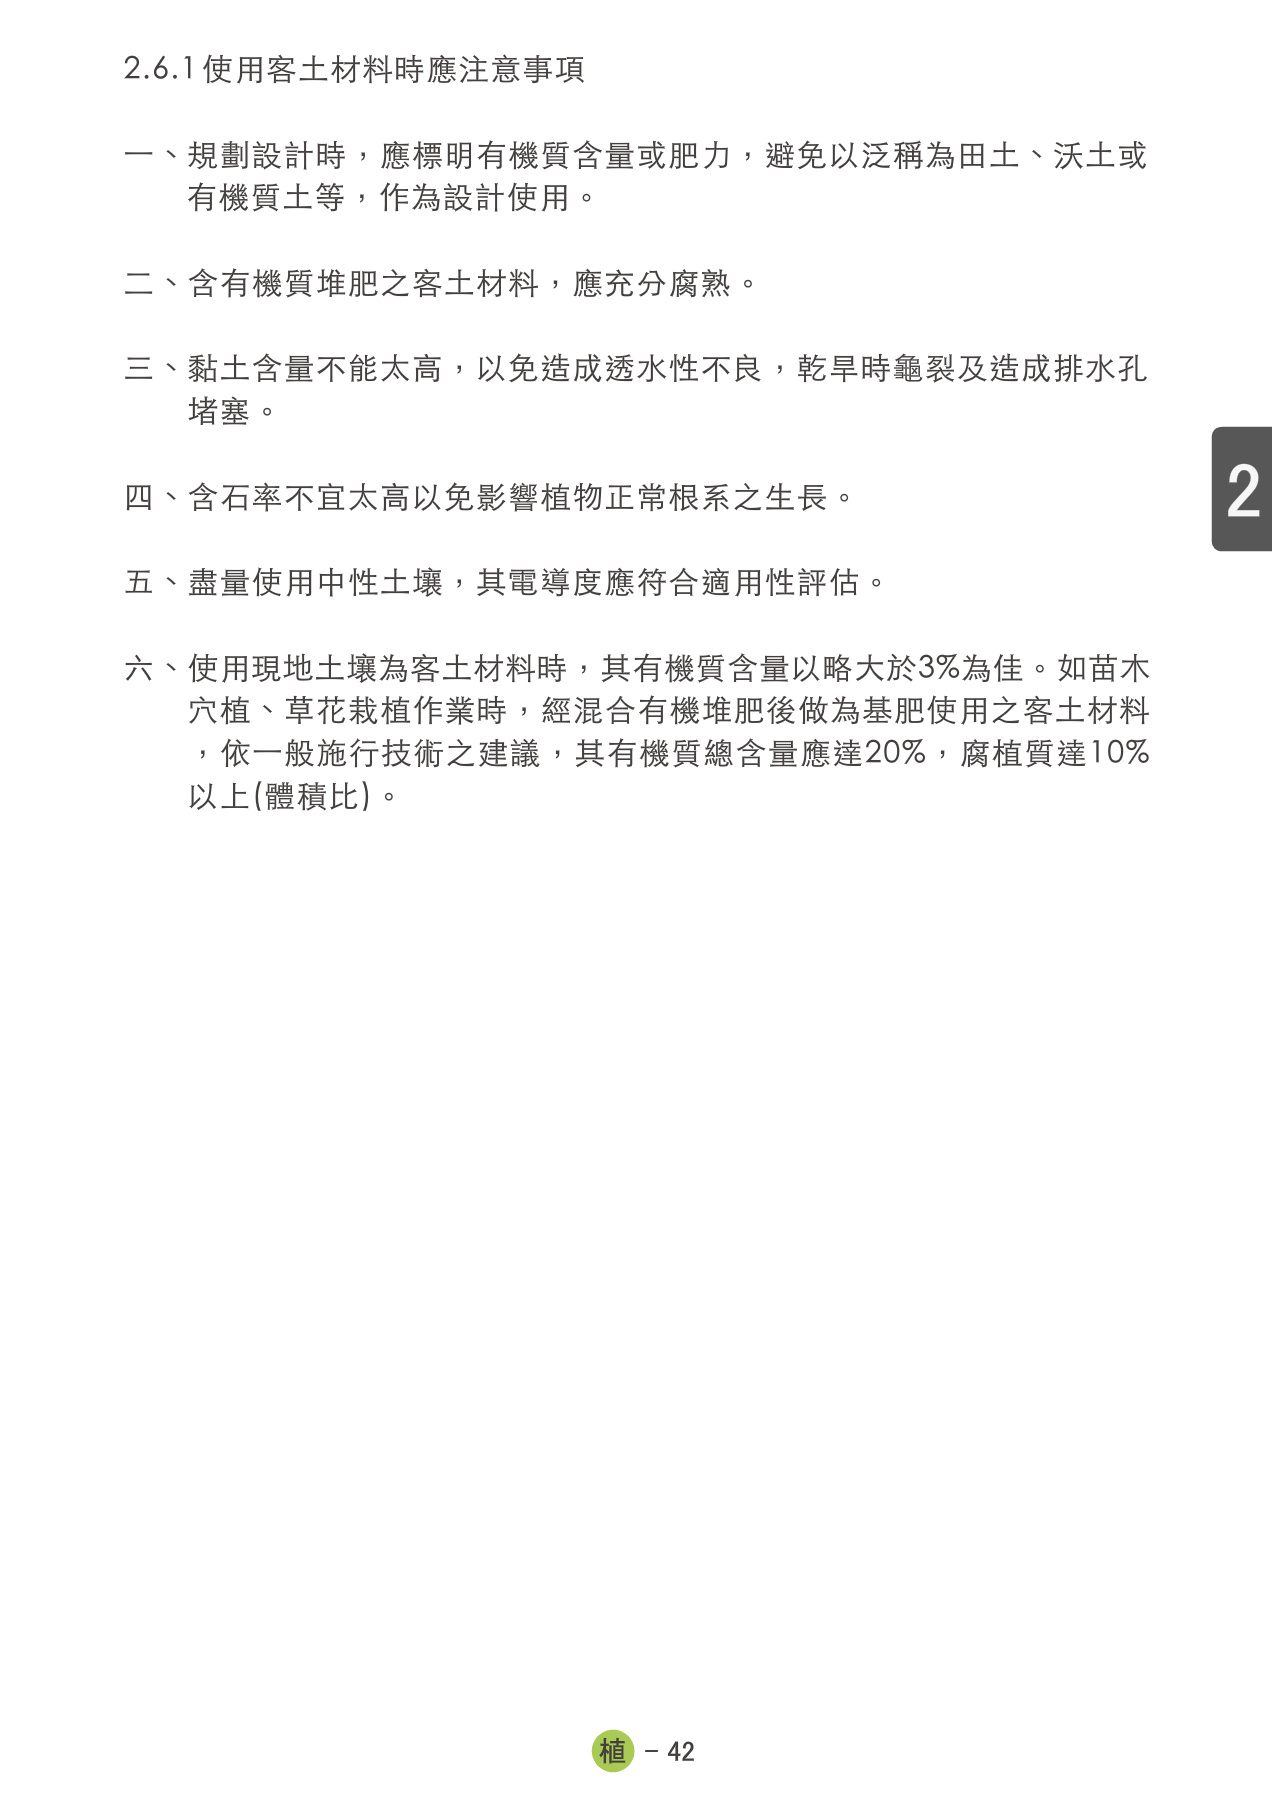 2.6.1使用客土材料時應注意事項
一、規劃設計時，應標明有機質含量或肥力，避免以泛稱為田土、沃土或
有機質土等，作為設計使用。
二、含有機質堆肥之客土材料，應充分腐熟。
三、黏土含量不能太高，以免造成透水性不良，乾旱時龜裂及造成排水孔
堵塞。
四、含石率不宜太高以免影響植物正常根系之生長。
五、盡量使用中性土壤，其電導度應符合適用性評估。
六、使用現地土壤為客土材料時，其有機質含量以略大於3%為佳。如苗木
穴植、草花栽植作業時，經混合有機堆肥後做為基肥使用之客土材料
，依一般施行技術之建議，其有機質總含量應達20%，腐植質達10%
以上(體積比)。
2
植 – 42